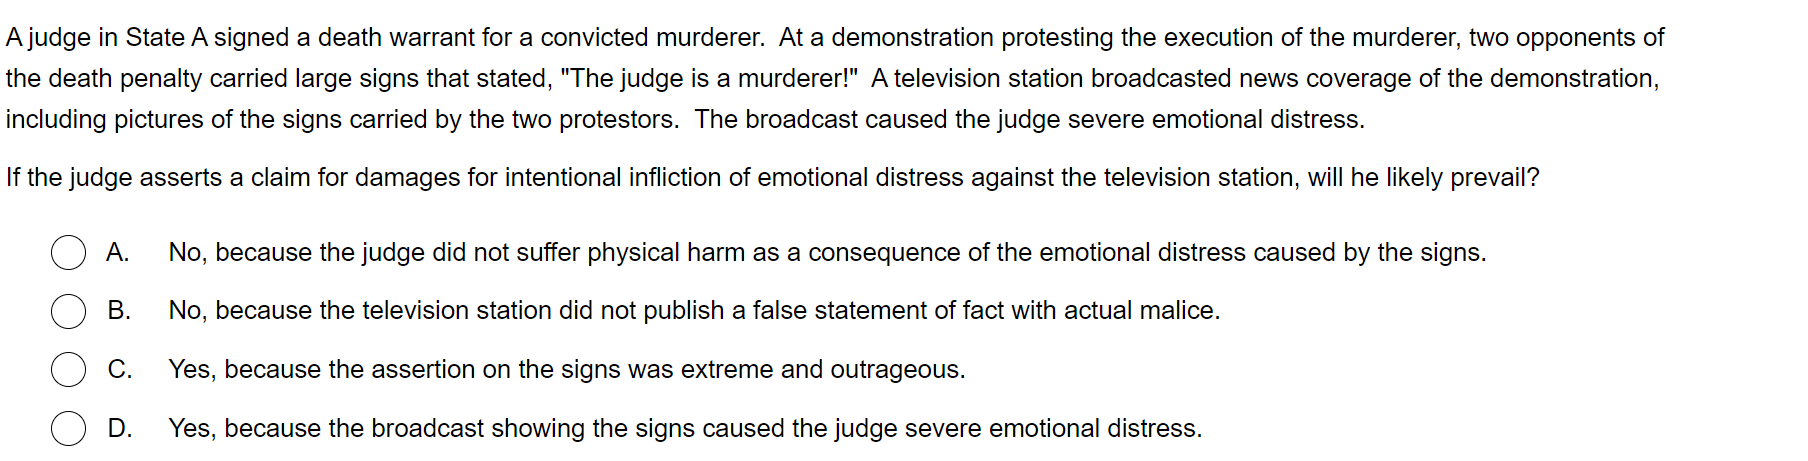 A judge in State A signed a death warrant for a convicted murderer.  At a demonstration protesting the execution of the murderer, two opponents of
the death penalty carried large signs that stated, "The judge is a murderer!"  A television station broadcasted news coverage of the demonstration,
including pictures of the signs carried by the two protestors.  The broadcast caused the judge severe emotional distress.
If the judge asserts a claim for damages for intentional infliction of emotional distress against the television station, will he likely prevail?
A. No, because the judge did not suffer physical harm as a consequence of the emotional distress caused by the signs.
B. No, because the television station did not publish a false statement of fact with actual malice.
C. Yes, because the assertion on the signs was extreme and outrageous.
D. Yes, because the broadcast showing the signs caused the judge severe emotional distress.